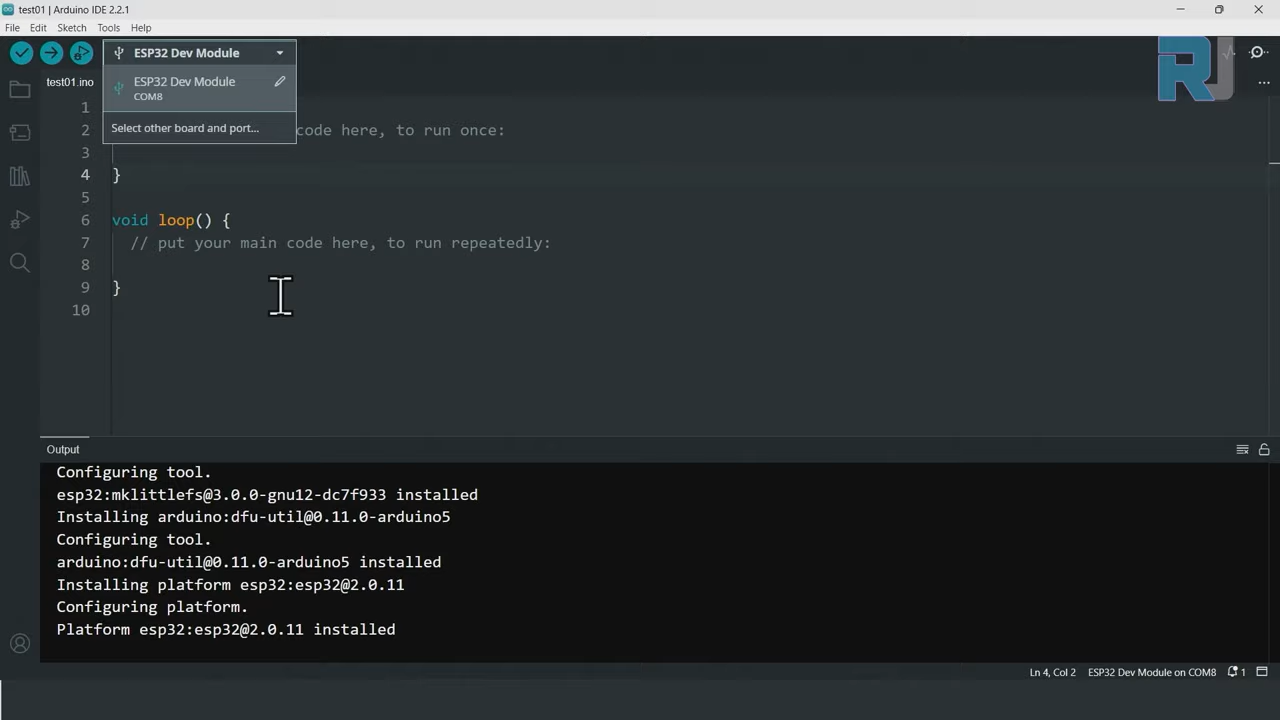 test01 | Arduino IDE 2.2.1
File Edit Sketch Tools Help
ESP32 Dev Module
test01.ino
ESP32 Dev Module
COM8
Select other board and port...
1
2 code here, to run once:
3
4 }
5
6 void loop() {
7 // put your main code here, to run repeatedly:
8
9 }
10
Output
Configuring tool.
esp32:mklittlefs@3.0.0-gnu12-dc7f933 installed
Installing arduino:dfu-util@0.11.0-arduino5
Configuring tool.
arduino:dfu-util@0.11.0-arduino5 installed
Installing platform esp32:esp32@2.0.11
Configuring platform.
Platform esp32:esp32@2.0.11 installed
Ln 4, Col 2 ESP32 Dev Module on COM8 1